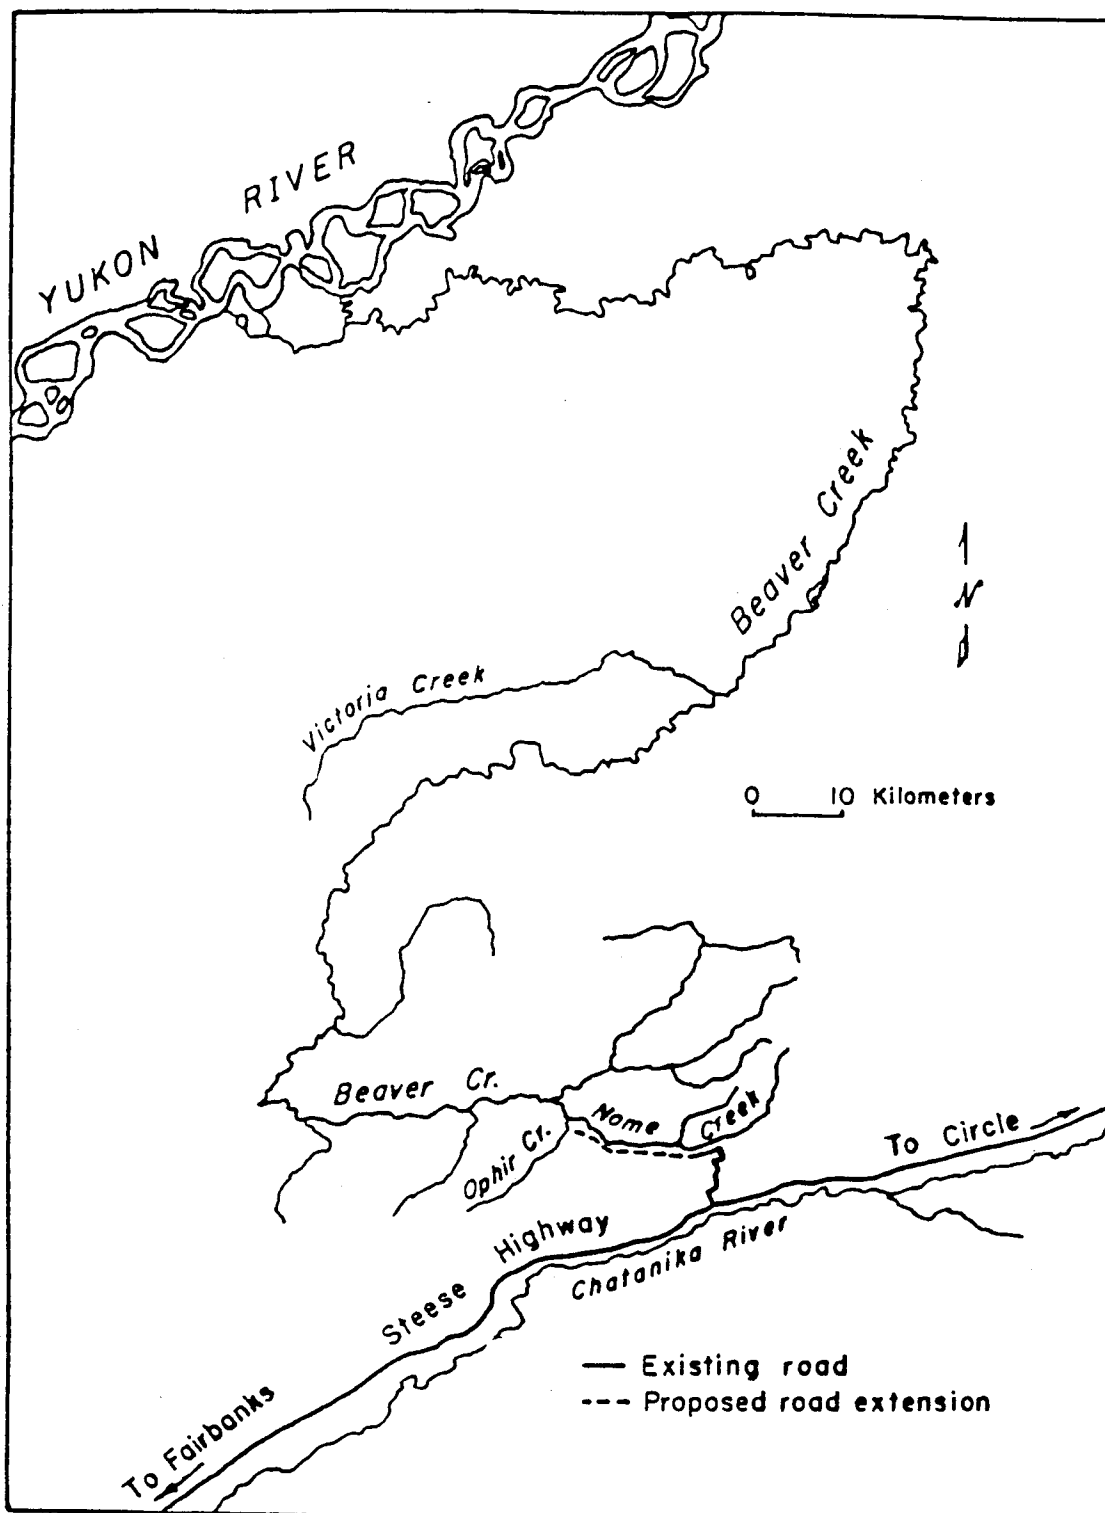 YUKON RIVER
Beaver Creek
N
Victoria Creek
0 10 Kilometers
Beaver Cr.
Nome Creek
Ophir Cr.
To Circle
Steese Highway
Chatanika River
To Fairbanks
Existing road
Proposed road extension